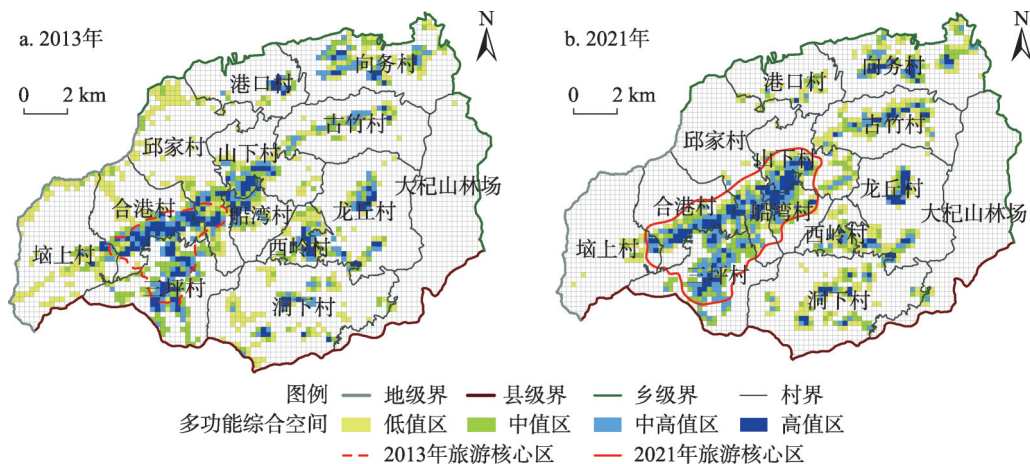 a. 2013年
N
0 2 km
向务村
港口村
古竹村
邱家村
山下村
大杞山林场
合港村
船湾村
龙丘村
西岭村
垴上村
三坪村
涧下村
b. 2021年
N
0 2 km
向务村
港口村
古竹村
邱家村
山下村
龙丘村
大杞山林场
合港村
船湾村
西岭村
垴上村
三坪村
涧下村
图例 地级界 县级界 乡级界 村界
多功能综合空间 低值区 中值区 中高值区 高值区
2013年旅游核心区 2021年旅游核心区